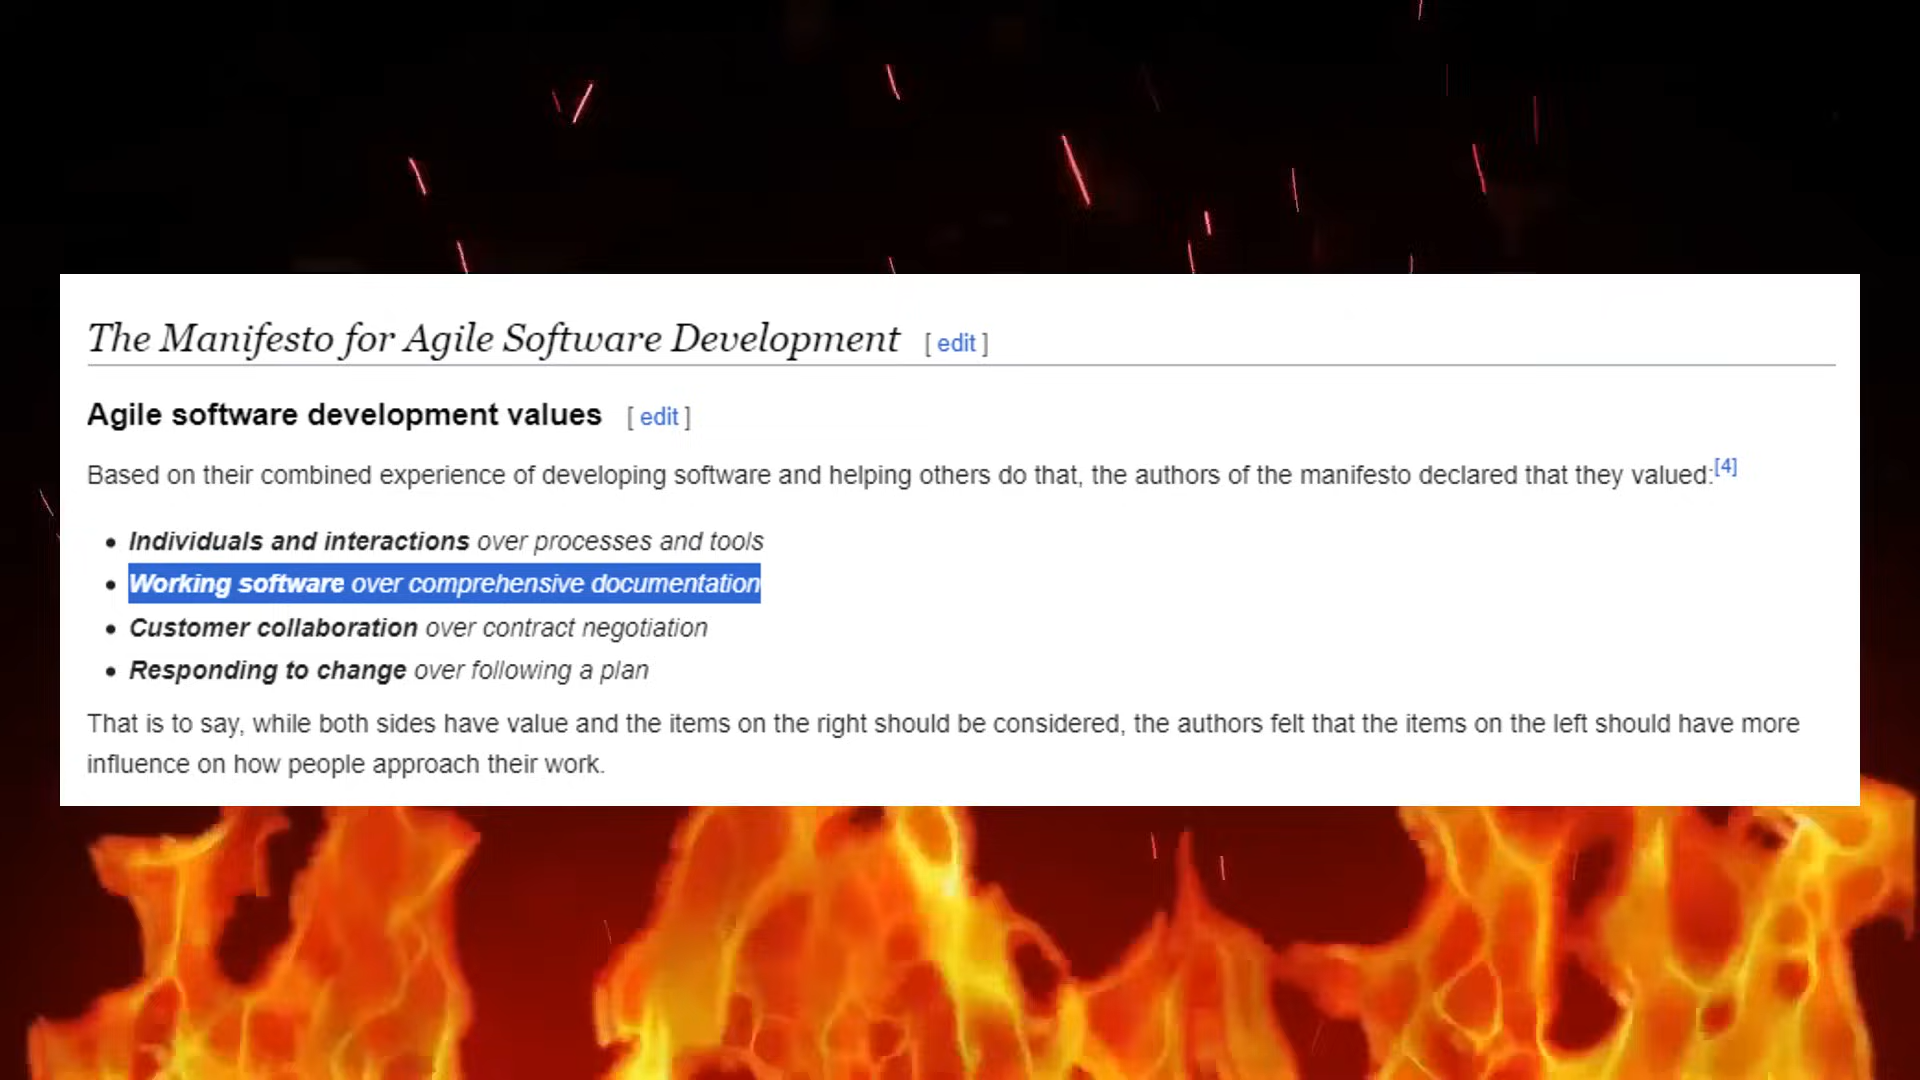 The Manifesto for Agile Software Development [ edit ]
Agile software development values [ edit ]
Based on their combined experience of developing software and helping others do that, the authors of the manifesto declared that they valued:[4]
• Individuals and interactions over processes and tools
• Working software over comprehensive documentation
• Customer collaboration over contract negotiation
• Responding to change over following a plan
That is to say, while both sides have value and the items on the right should be considered, the authors felt that the items on the left should have more
influence on how people approach their work.